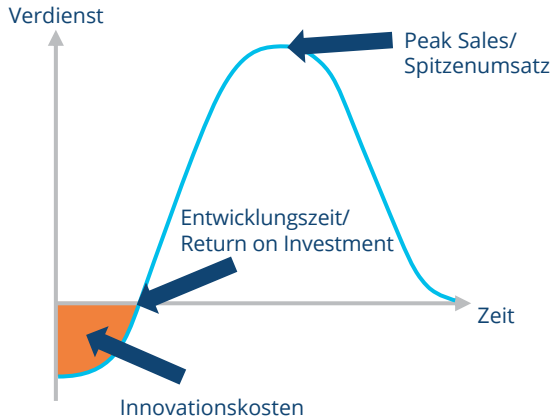 Verdienst
Peak Sales/
Spitzenumsatz
Entwicklungszeit/
Return on Investment
Zeit
Innovationskosten